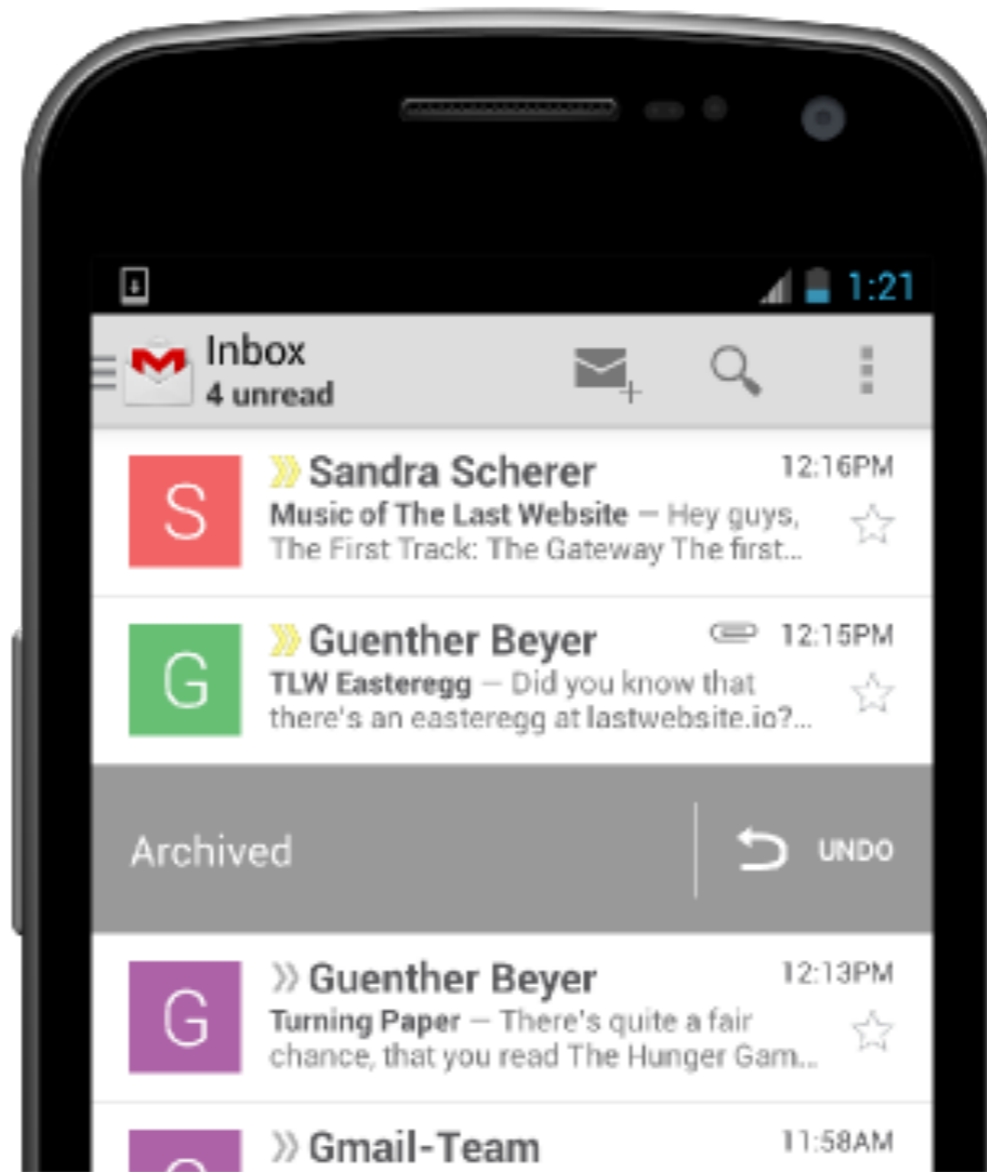 1:21
Inbox
4 unread
S
Sandra Scherer 12:16PM
Music of The Last Website — Hey guys,
The First Track: The Gateway The first...
G
Guenther Beyer 12:15PM
TLW Easteregg — Did you know that
there's an easteregg at lastwebsite.io?...
Archived UNDO
G
Guenther Beyer 12:13PM
Turning Paper — There's quite a fair
chance, that you read The Hunger Gam...
Gmail-Team 11:58AM